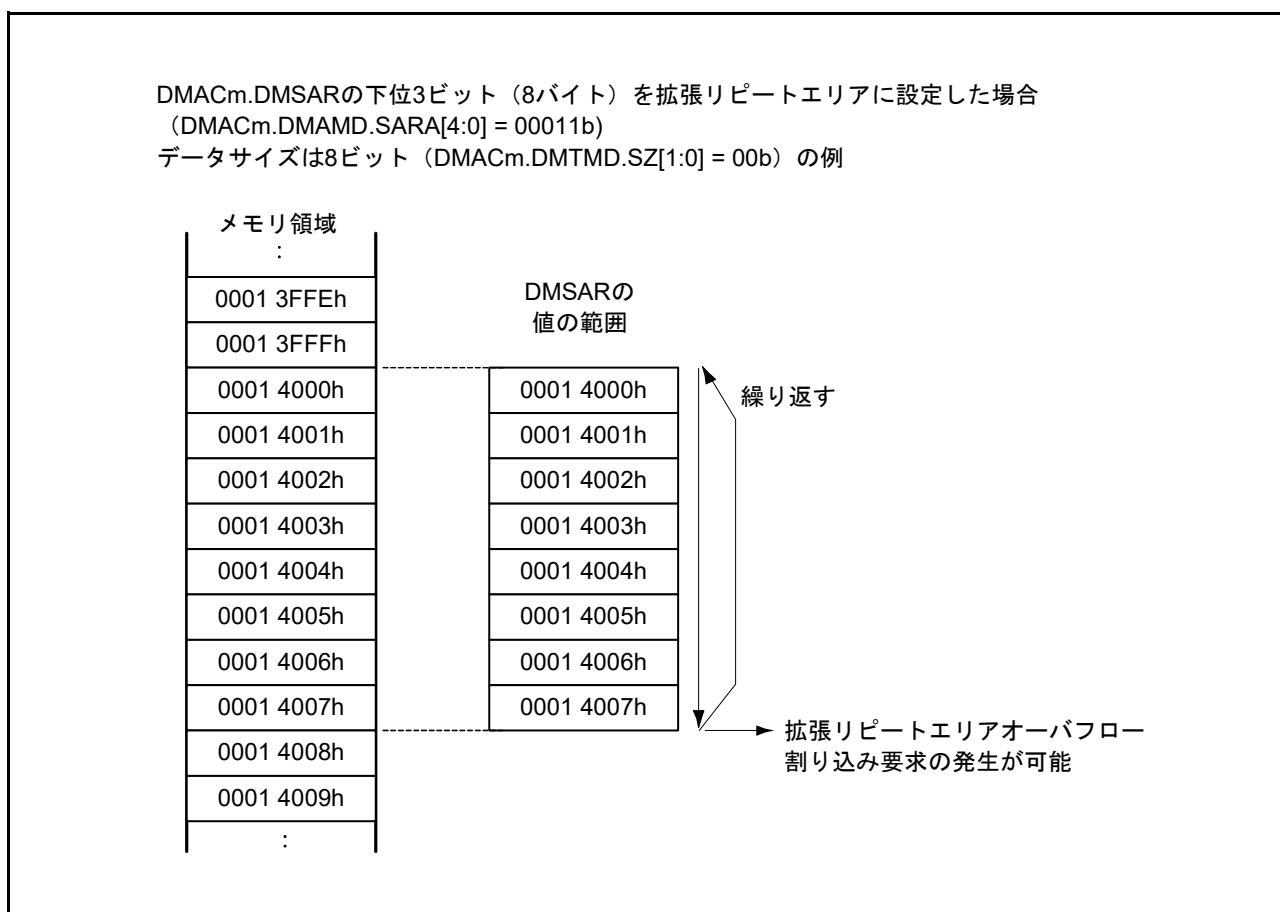 DMACm.DMSARの下位3ビット（8バイト）を拡張リピートエリアに設定した場合
（DMACm.DMAMD.SARA[4:0] = 00011b)
データサイズは8ビット（DMACm.DMTMD.SZ[1:0] = 00b）の例
メモリ領域
:
0001 3FFEh
0001 3FFFh
0001 4000h
0001 4001h
0001 4002h
0001 4003h
0001 4004h
0001 4005h
0001 4006h
0001 4007h
0001 4008h
0001 4009h
:
DMSARの
値の範囲
0001 4000h
0001 4001h
0001 4002h
0001 4003h
0001 4004h
0001 4005h
0001 4006h
0001 4007h
繰り返す
拡張リピートエリアオーバフロー
割り込み要求の発生が可能